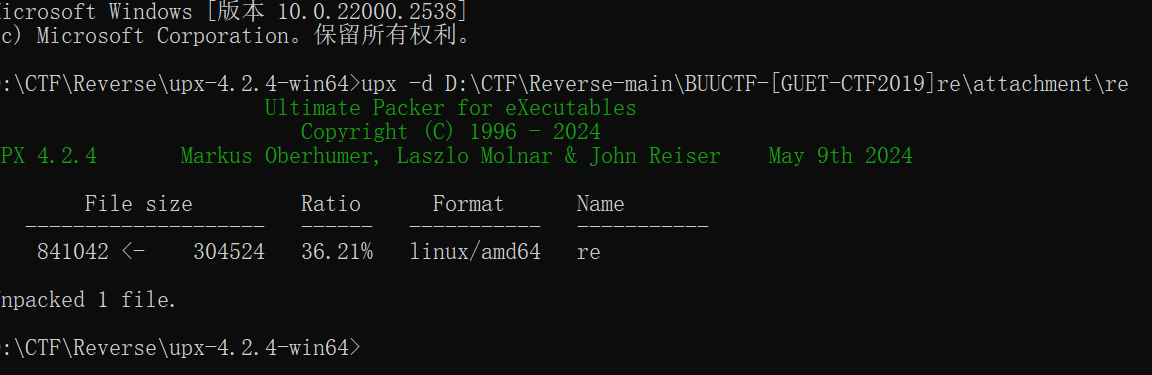 icrosoft Windows [版本 10.0.22000.2538]
c) Microsoft Corporation。保留所有权利。
:\CTF\Reverse\upx-4.2.4-win64>upx -d D:\CTF\Reverse-main\BUUCTF-[GUET-CTF2019]re\attachment\re
Ultimate Packer for eXecutables
Copyright (C) 1996 - 2024
PX 4.2.4 Markus Oberhumer, Laszlo Molnar & John Reiser May 9th 2024
File size Ratio Format Name
-------------------- ------ ----------- -----------
841042 <- 304524 36.21% linux/amd64 re
npacked 1 file.
:\CTF\Reverse\upx-4.2.4-win64>